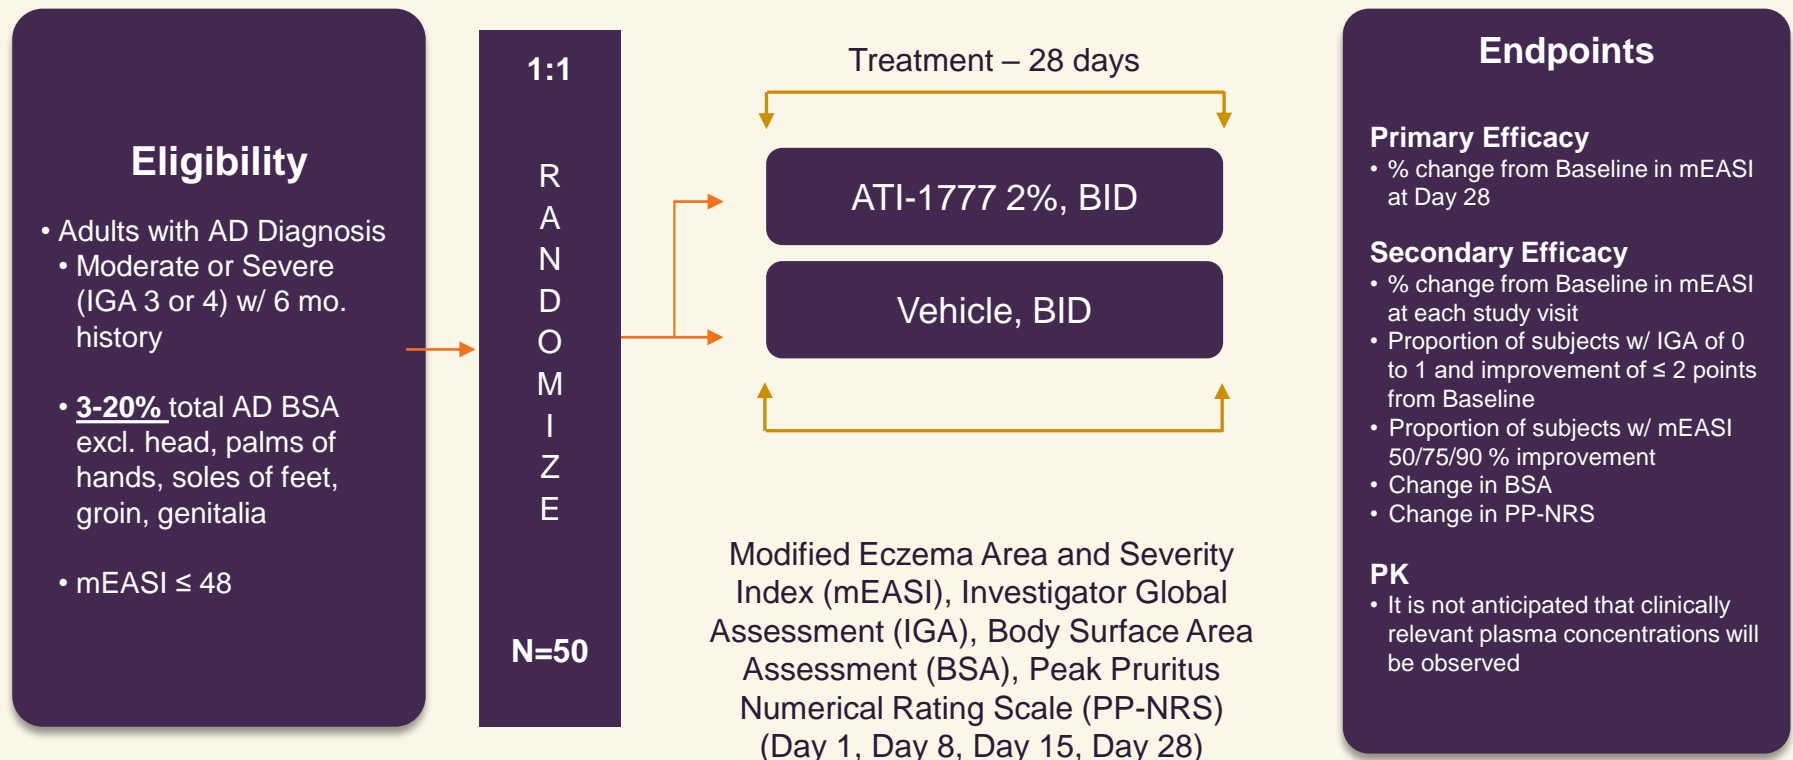 Eligibility
• Adults with AD Diagnosis
• Moderate or Severe
(IGA 3 or 4) w/ 6 mo.
history
• 3-20% total AD BSA
excl. head, palms of
hands, soles of feet,
groin, genitalia
• mEASI ≤ 48
1:1
R
A
N
D
O
M
I
Z
E
N=50
Treatment – 28 days
ATI-1777 2%, BID
Vehicle, BID
Modified Eczema Area and Severity
Index (mEASI), Investigator Global
Assessment (IGA), Body Surface Area
Assessment (BSA), Peak Pruritus
Numerical Rating Scale (PP-NRS)
(Day 1, Day 8, Day 15, Day 28)
Endpoints
Primary Efficacy
• % change from Baseline in mEASI
at Day 28
Secondary Efficacy
• % change from Baseline in mEASI
at each study visit
• Proportion of subjects w/ IGA of 0
to 1 and improvement of ≤ 2 points
from Baseline
• Proportion of subjects w/ mEASI
50/75/90 % improvement
• Change in BSA
• Change in PP-NRS
PK
• It is not anticipated that clinically
relevant plasma concentrations will
be observed